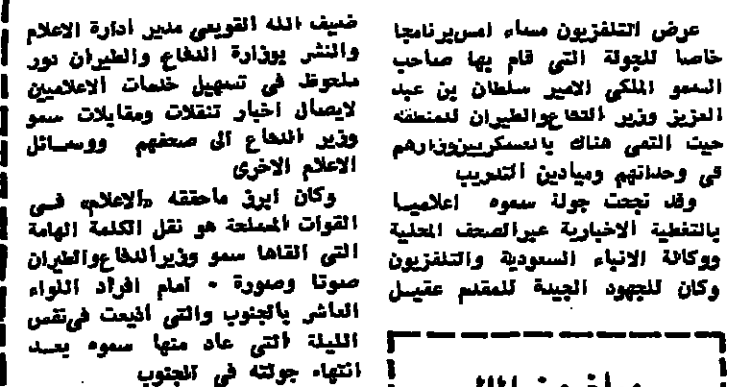 عرض التلفزيون مساء امس برنامجا
خاصا للجولة التي قام بها صاحب
السمو الملكي الامير سلطان بن عبد
العزيز وزير الدفاع والطيران للمنطقة
حيث التقى هناك بالعسكريين وزارهم
في وحداتهم وميادين التدريب
وقد نجحت جولة سموه اعلاميا
بالتغطية الاخبارية عبر الصحف المحلية
ووكالة الانباء السعودية والتلفزيون
وكان للجهود الجيدة للمقدم عقيل
ضيف الله القويعي مدير ادارة الاعلام
والنشر بوزارة الدفاع والطيران دور
ملحوظ في تسهيل خدمات الاعلاميين
لايصال اخبار تنقلات ومقابلات سمو
وزير الدفاع الى صحفهم ووسائل
الاعلام الاخرى
وكان ابرز ماحققه «الاعلام» في
القوات المسلحة هو نقل الكلمة الهامة
التي القاها سمو وزير الدفاع والطيران
صوتا وصورة - امام افراد اللواء
العاشر بالجنوب والتي اذيعت في نفس
الليلة التي عاد منها سموه بعد
انتهاء جولته في الجنوب